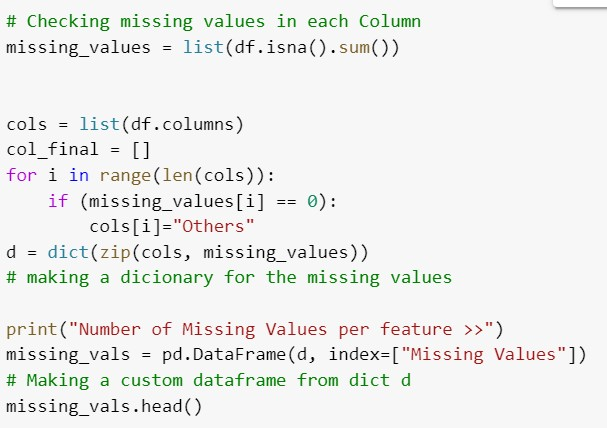 # Checking missing values in each Column
missing_values = list(df.isna().sum())
cols = list(df.columns)
col_final = []
for i in range(len(cols)):
    if (missing_values[i] == 0):
        cols[i]="Others"
d = dict(zip(cols, missing_values))
# making a dicionary for the missing values
print("Number of Missing Values per feature >>")
missing_vals = pd.DataFrame(d, index=["Missing Values"])
# Making a custom dataframe from dict d
missing_vals.head()